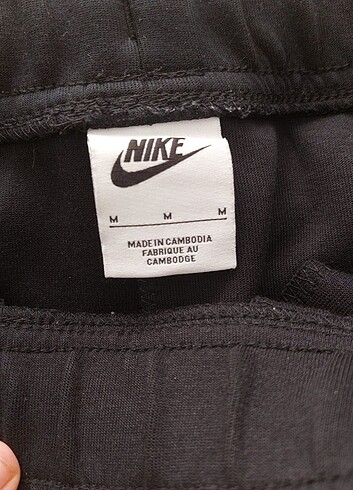 NIKE
M M M
MADE IN CAMBODIA
FABRIQUE AU
CAMBODGE